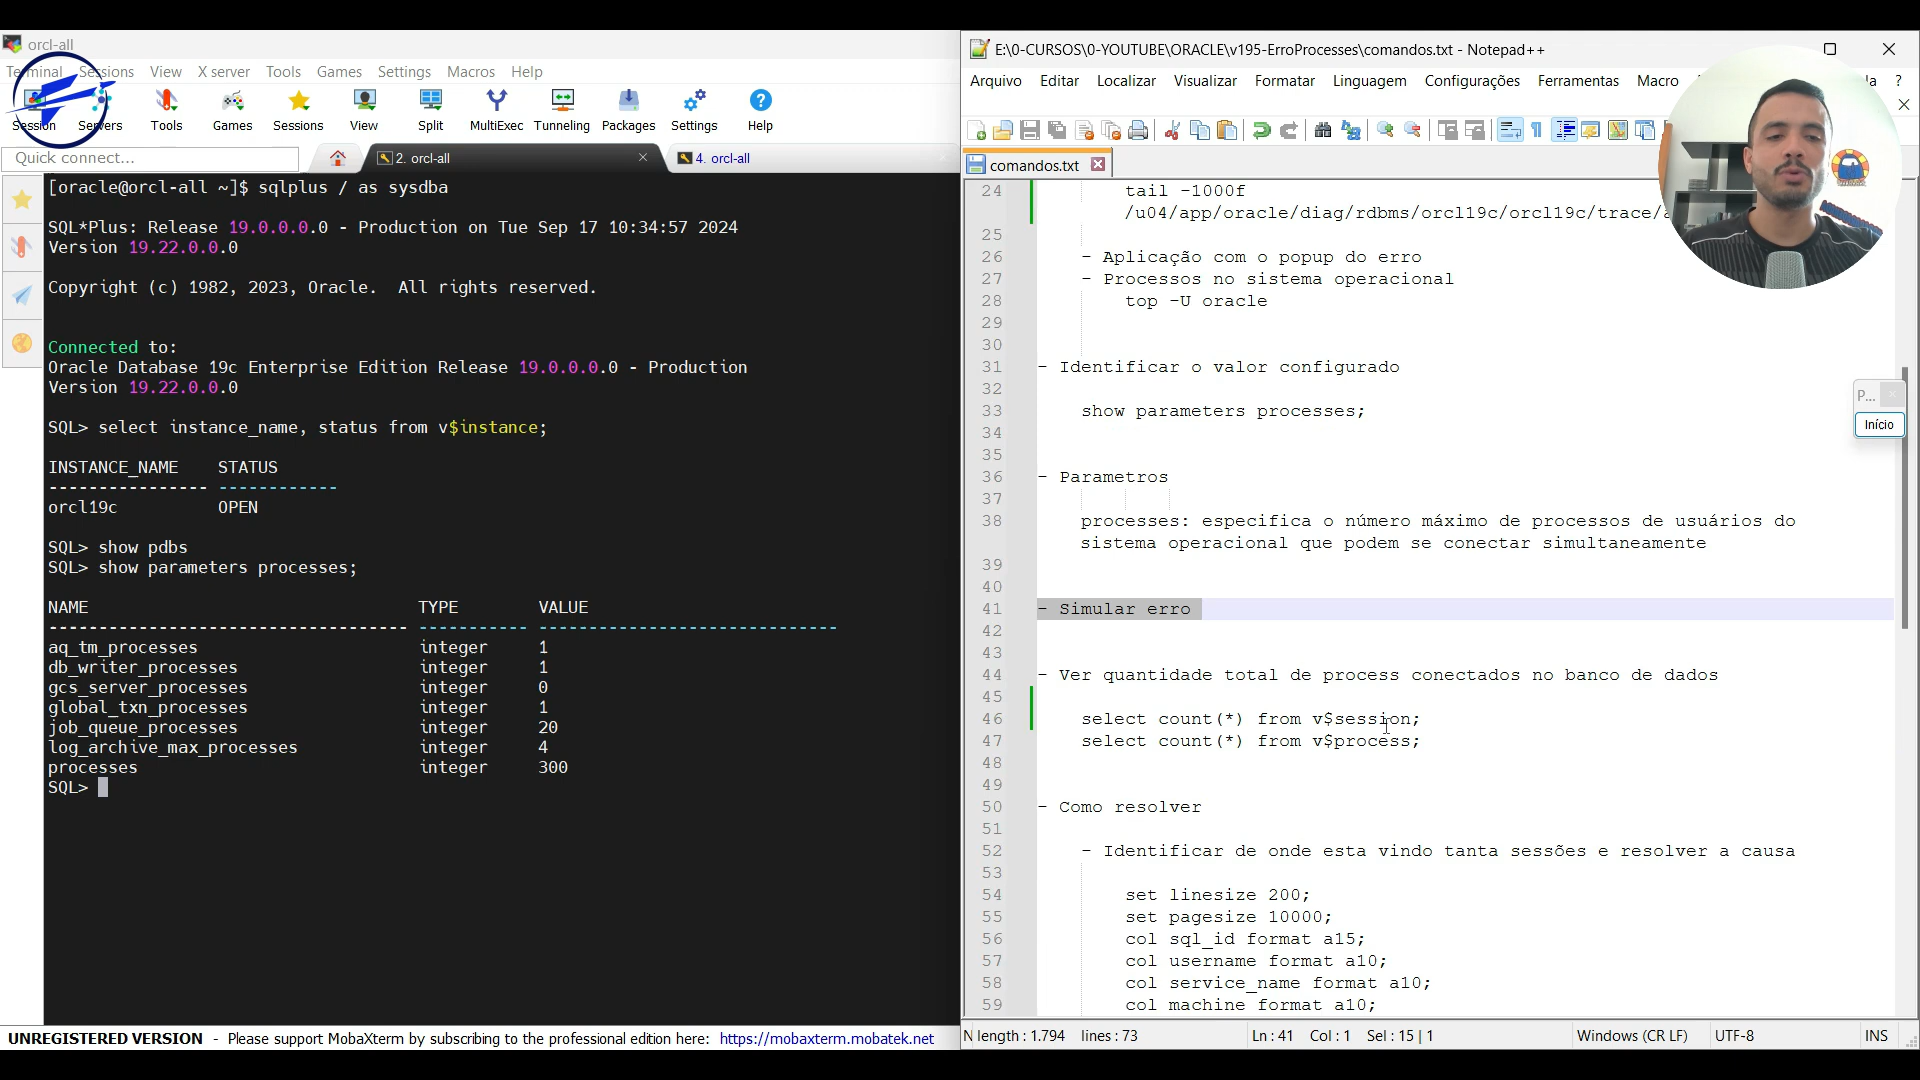 orcl-all
Terminal Sessions View X server Tools Games Settings Macros Help
Session Servers Tools Games Sessions View Split MultiExec Tunneling Packages Settings Help
Quick connect...
2. orcl-all
4. orcl-all
[oracle@orcl-all ~]$ sqlplus / as sysdba
SQL*Plus: Release 19.0.0.0.0 - Production on Tue Sep 17 10:34:57 2024
Version 19.22.0.0.0
Copyright (c) 1982, 2023, Oracle.  All rights reserved.
Connected to:
Oracle Database 19c Enterprise Edition Release 19.0.0.0.0 - Production
Version 19.22.0.0.0
SQL> select instance_name, status from v$instance;
INSTANCE_NAME    STATUS
---------------- ------------
orcl19c          OPEN
SQL> show pdbs
SQL> show parameters processes;
NAME                                 TYPE        VALUE
------------------------------------ ----------- ------------------------------
aq_tm_processes                      integer     1
db_writer_processes                  integer     1
gcs_server_processes                 integer     0
global_txn_processes                 integer     1
job_queue_processes                  integer     20
log_archive_max_processes            integer     4
processes                            integer     300
SQL>
UNREGISTERED VERSION - Please support MobaXterm by subscribing to the professional edition here: https://mobaxterm.mobatek.net
E:\0-CURSOS\0-YOUTUBE\ORACLE\v195-ErroProcesses\comandos.txt - Notepad++
Arquivo Editar Localizar Visualizar Formatar Linguagem Configurações Ferramentas Macro ?
comandos.txt
24 tail -1000f
/u04/app/oracle/diag/rdbms/orcl19c/orcl19c/trace/
25
26 - Aplicação com o popup do erro
27 - Processos no sistema operacional
28 top -U oracle
29
30
31 - Identificar o valor configurado
32
33 show parameters processes;
34
35
36 - Parametros
37
38 processes: especifica o número máximo de processos de usuários do
sistema operacional que podem se conectar simultaneamente
39
40
41 - Simular erro
42
43
44 - Ver quantidade total de process conectados no banco de dados
45
46 select count(*) from v$session;
47 select count(*) from v$process;
48
49
50 - Como resolver
51
52 - Identificar de onde esta vindo tanta sessões e resolver a causa
53
54 set linesize 200;
55 set pagesize 10000;
56 col sql_id format a15;
57 col username format a10;
58 col service_name format a10;
59 col machine format a10;
P...
Início
N length : 1.794 lines : 73 Ln : 41 Col : 1 Sel : 15 | 1 Windows (CR LF) UTF-8 INS